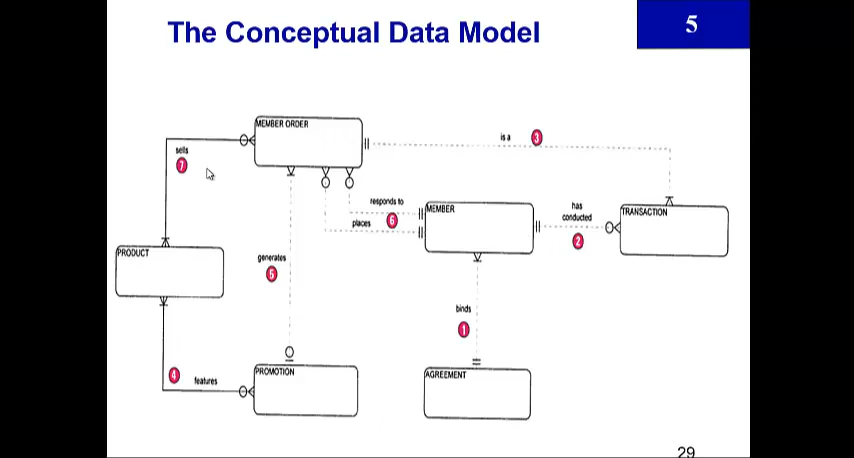 The Conceptual Data Model
5
MEMBER ORDER
is a
3
sells
7
responds to
places
6
MEMBER
has
conducted
2
TRANSACTION
PRODUCT
generates
5
binds
1
4
features
PROMOTION
AGREEMENT
29